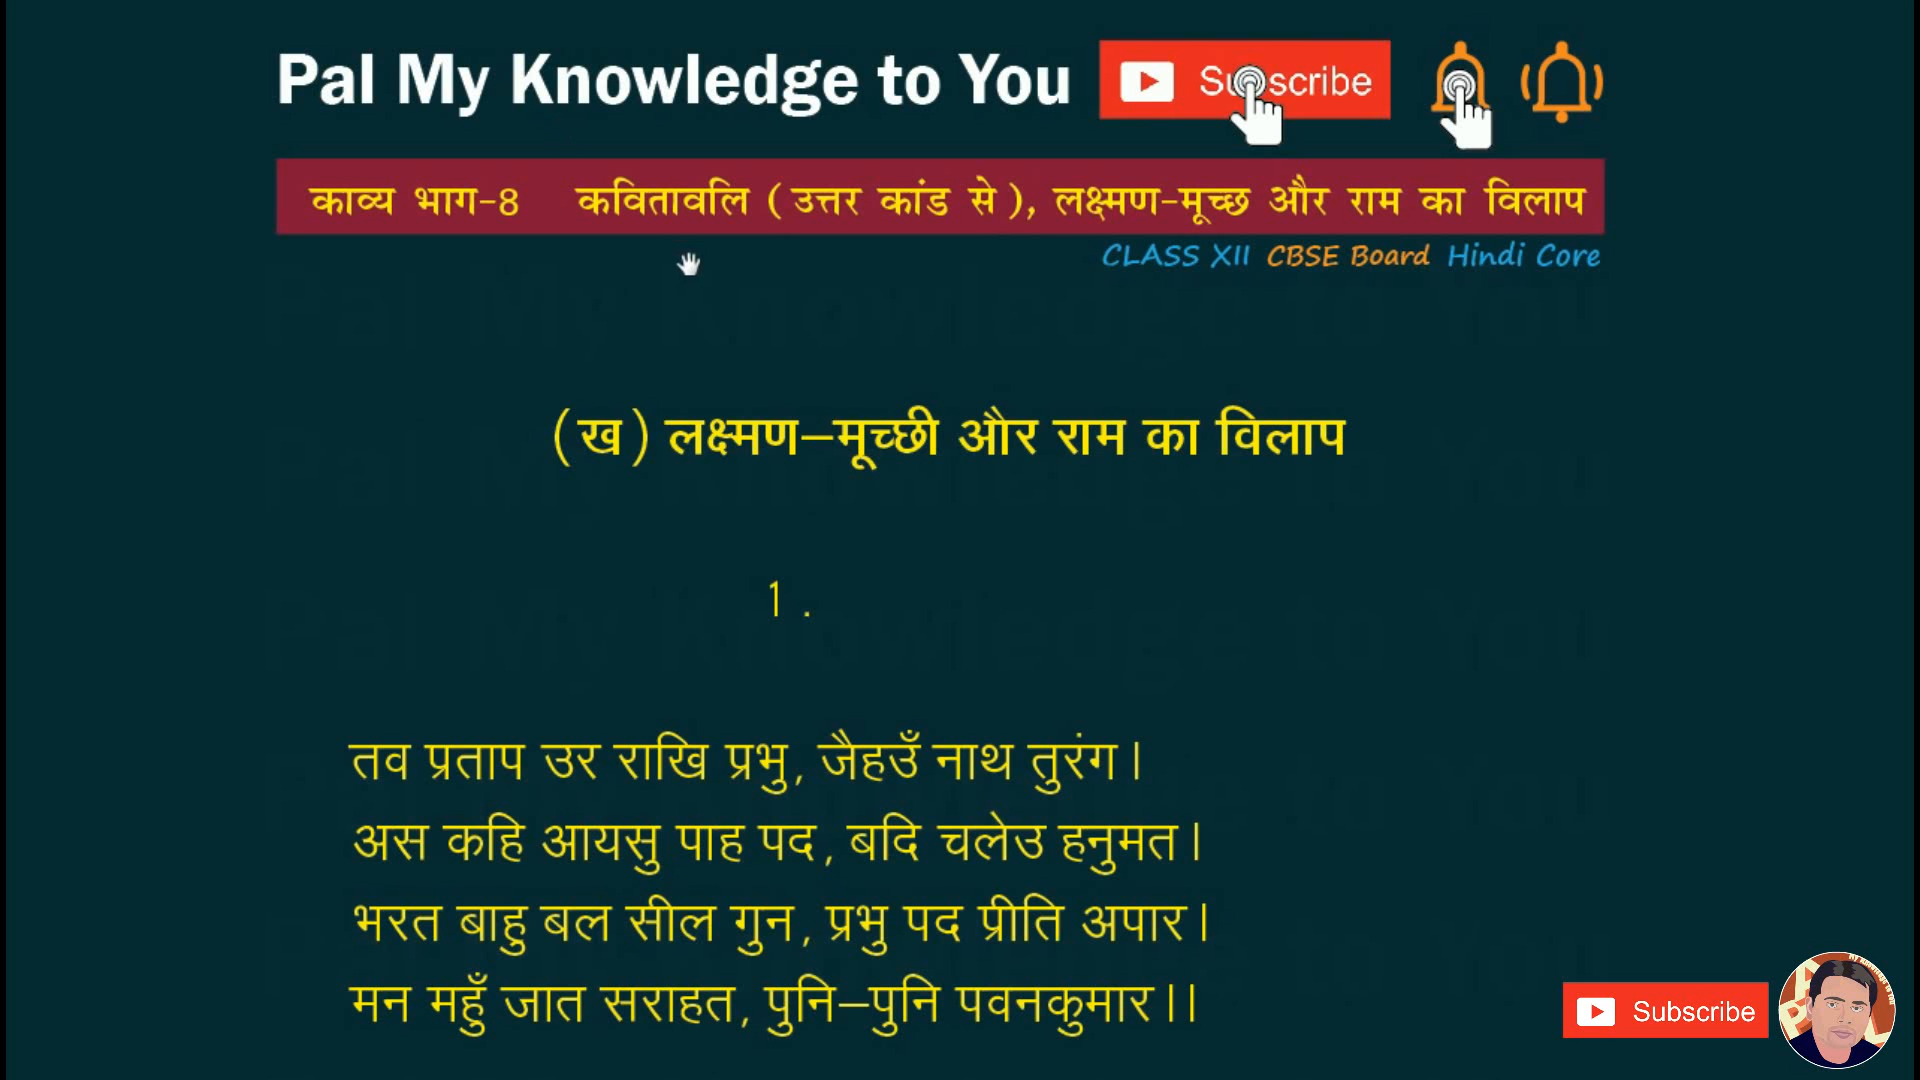 Pal My Knowledge to You Subscribe
काव्य भाग-8 कवितावलि ( उत्तर कांड से ), लक्ष्मण-मूच्छ और राम का विलाप
CLASS XII CBSE Board Hindi Core
(ख) लक्ष्मण–मूच्छी और राम का विलाप
1 .
तव प्रताप उर राखि प्रभु, जैहउँ नाथ तुरंग।
अस कहि आयसु पाह पद, बदि चलेउ हनुमत।
भरत बाहु बल सील गुन, प्रभु पद प्रीति अपार।
मन महुँ जात सराहत, पुनि–पुनि पवनकुमार।।
Subscribe